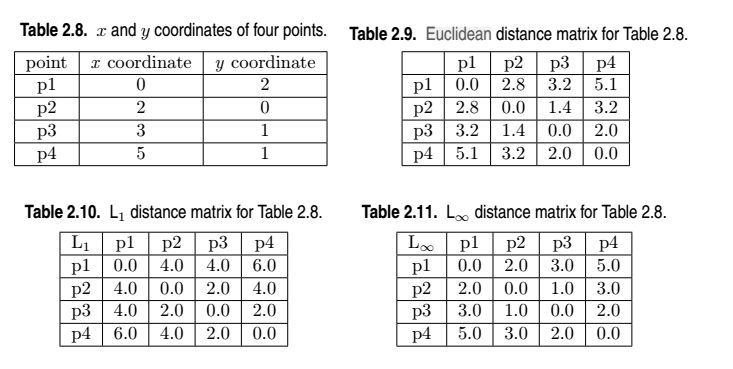 Table 2.8. x and y coordinates of four points.
point x coordinate y coordinate
p1 0 2
p2 2 0
p3 3 1
p4 5 1
Table 2.9. Euclidean distance matrix for Table 2.8.
p1 p2 p3 p4
p1 0.0 2.8 3.2 5.1
p2 2.8 0.0 1.4 3.2
p3 3.2 1.4 0.0 2.0
p4 5.1 3.2 2.0 0.0
Table 2.10. L₁ distance matrix for Table 2.8.
L₁ p1 p2 p3 p4
p1 0.0 4.0 4.0 6.0
p2 4.0 0.0 2.0 4.0
p3 4.0 2.0 0.0 2.0
p4 6.0 4.0 2.0 0.0
Table 2.11. L∞ distance matrix for Table 2.8.
L∞ p1 p2 p3 p4
p1 0.0 2.0 3.0 5.0
p2 2.0 0.0 1.0 3.0
p3 3.0 1.0 0.0 2.0
p4 5.0 3.0 2.0 0.0